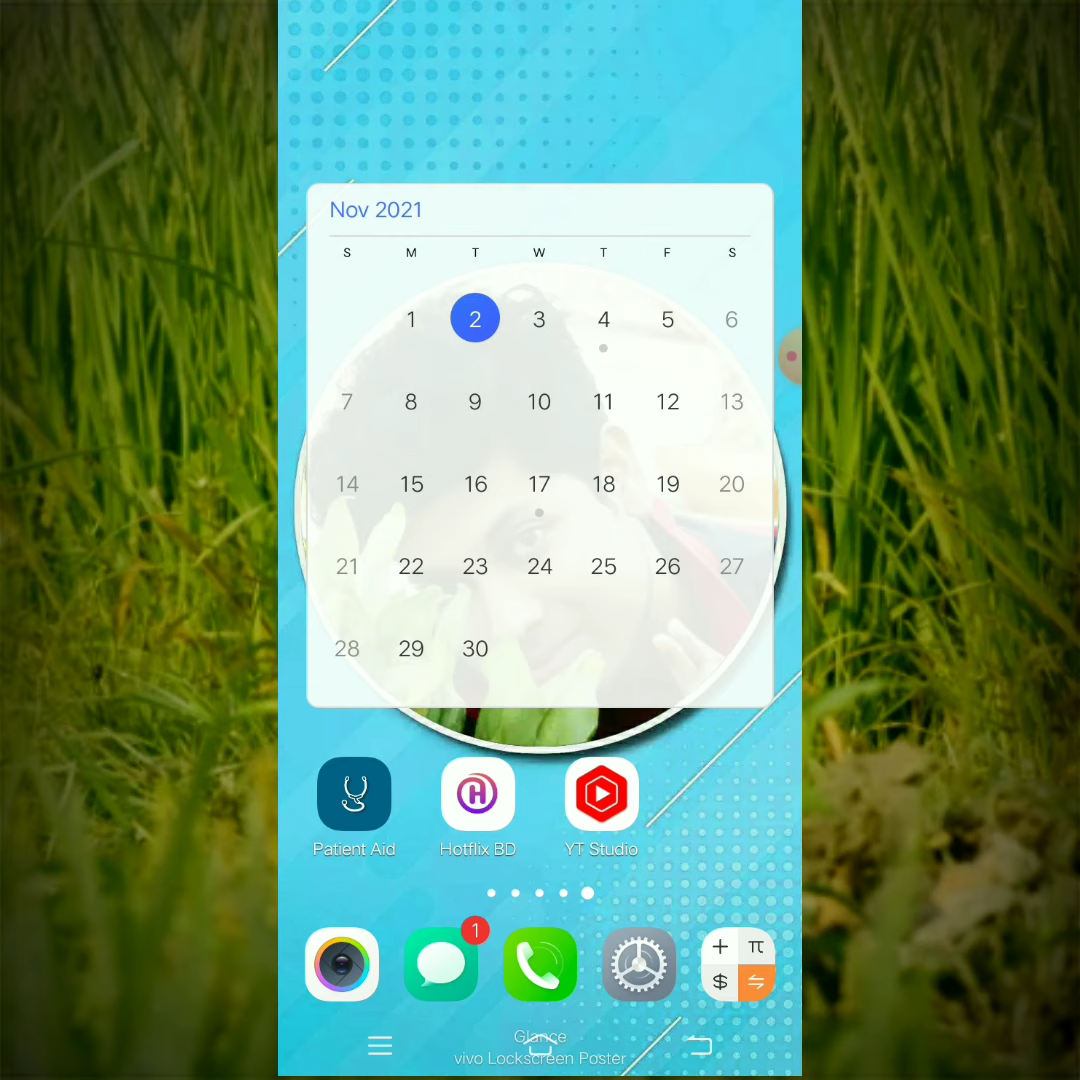 Nov 2021
S M T W T F S
1 2 3 4 5 6
7 8 9 10 11 12 13
14 15 16 17 18 19 20
21 22 23 24 25 26 27
28 29 30
Patient Aid Hotflix BD YT Studio
1
+ π
$
Glance
vivo Lockscreen Poster